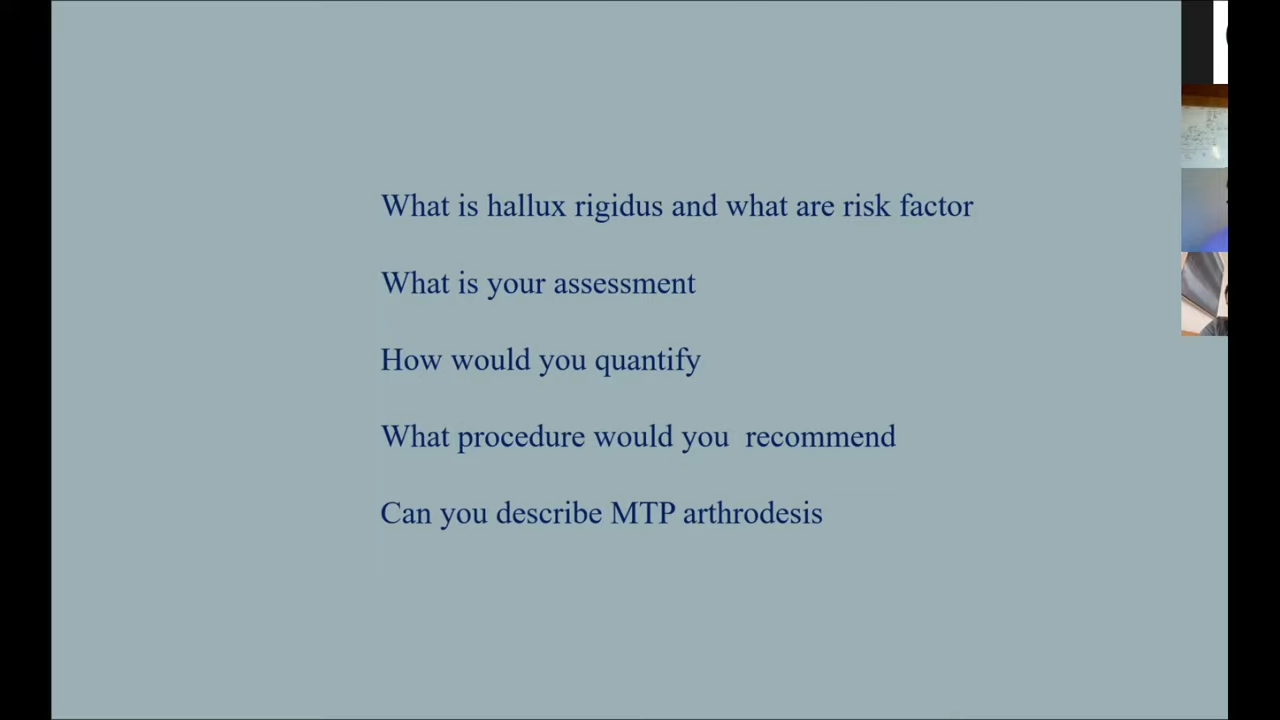 What is hallux rigidus and what are risk factor
What is your assessment
How would you quantify
What procedure would you recommend
Can you describe MTP arthrodesis